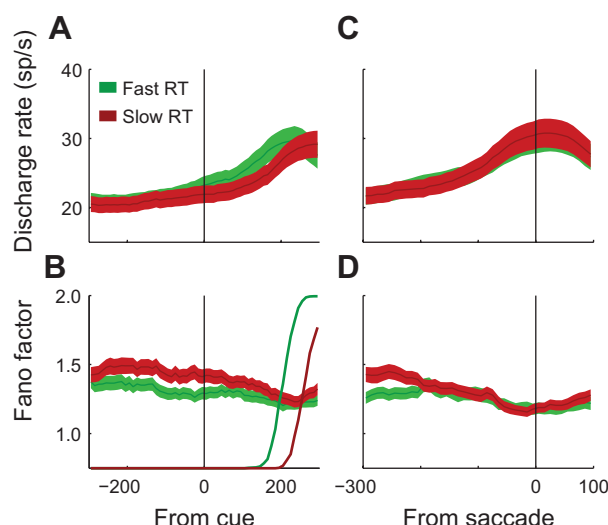 A
C
Discharge rate (sp/s)
40
30
20
Fast RT
Slow RT
B
D
Fano factor
2.0
1.5
1.0
−200 0 200
−300 0 100
From cue
From saccade